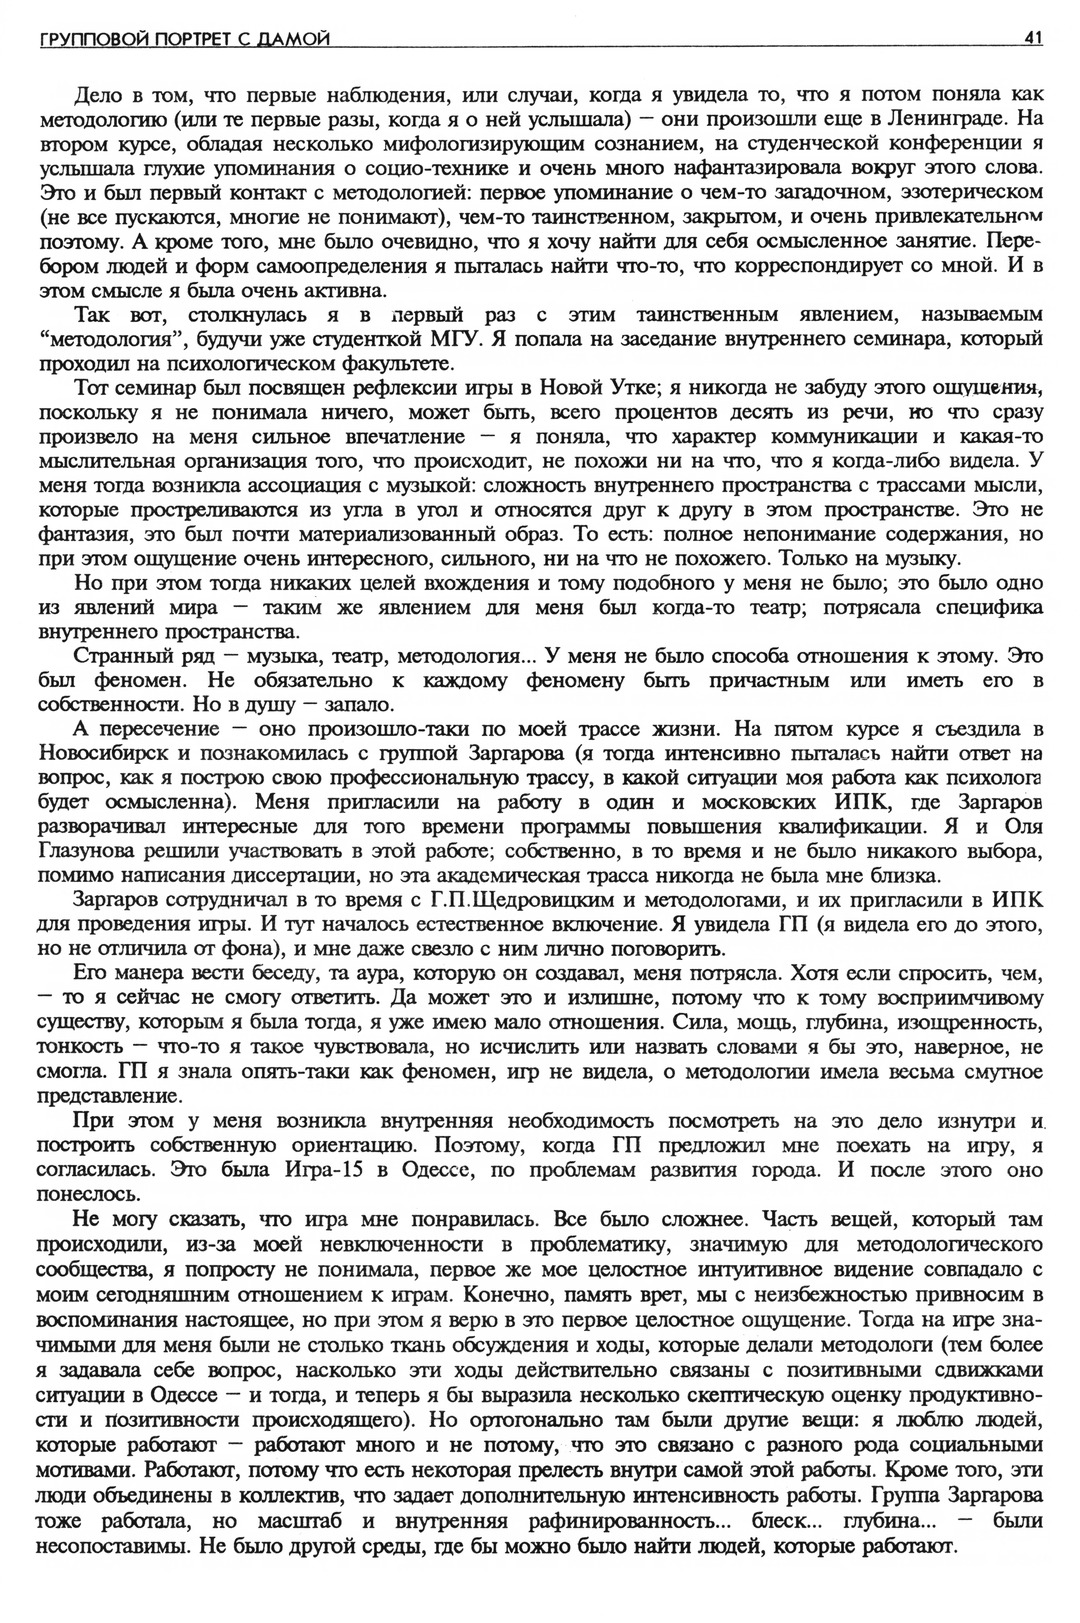 ГРУППОВОЙ ПОРТРЕТ С ДАМОЙ 41
Дело в том, что первые наблюдения, или случаи, когда я увидела то, что я потом поняла как
методологию (или те первые разы, когда я о ней услышала) — они произошли еще в Ленинграде. На
втором курсе, обладая несколько мифологизирующим сознанием, на студенческой конференции я
услышала глухие упоминания о социо-технике и очень много нафантазировала вокруг этого слова.
Это и был первый контакт с методологией: первое упоминание о чем-то загадочном, эзотерическом
(не все пускаются, многие не понимают), чем-то таинственном, закрытом, и очень привлекательном
поэтому. А кроме того, мне было очевидно, что я хочу найти для себя осмысленное занятие. Пере-
бором людей и форм самоопределения я пыталась найти что-то, что корреспондирует со мной. И в
этом смысле я была очень активна.
Так вот, столкнулась я в первый раз с этим таинственным явлением, называемым
“методология”, будучи уже студенткой МГУ. Я попала на заседание внутреннего семинара, который
проходил на психологическом факультете.
Тот семинар был посвящен рефлексии игры в Новой Утке; я никогда не забуду этого ощущения,
поскольку я не понимала ничего, может быть, всего процентов десять из речи, но что сразу
произвело на меня сильное впечатление — я поняла, что характер коммуникации и какая-то
мыслительная организация того, что происходит, не похожи ни на что, что я когда-либо видела. У
меня тогда возникла ассоциация с музыкой: сложность внутреннего пространства с трассами мысли,
которые простреливаются из угла в угол и относятся друг к другу в этом пространстве. Это не
фантазия, это был почти материализованный образ. То есть: полное непонимание содержания, но
при этом ощущение очень интересного, сильного, ни на что не похожего. Только на музыку.
Но при этом тогда никаких целей вхождения и тому подобного у меня не было; это было одно
из явлений мира — таким же явлением для меня был когда-то театр; потрясала специфика
внутреннего пространства.
Странный ряд — музыка, театр, методология... У меня не было способа отношения к этому. Это
был феномен. Не обязательно к каждому феномену быть причастным или иметь его в
собственности. Но в душу — запало.
А пересечение — оно произошло-таки по моей трассе жизни. На пятом курсе я съездила в
Новосибирск и познакомилась с группой Заргарова (я тогда интенсивно пыталась найти ответ на
вопрос, как я построю свою профессиональную трассу, в какой ситуации моя работа как психолога
будет осмысленна). Меня пригласили на работу в один и московских ИПК, где Заргаров
разворачивал интересные для того времени программы повышения квалификации. Я и Оля
Глазунова решили участвовать в этой работе; собственно, в то время и не было никакого выбора,
помимо написания диссертации, но эта академическая трасса никогда не была мне близка.
Заргаров сотрудничал в то время с Г.П.Щедровицким и методологами, и их пригласили в ИПК
для проведения игры. И тут началось естественное включение. Я увидела ГП (я видела его до этого,
но не отличила от фона), и мне даже свезло с ним лично поговорить.
Его манера вести беседу, та аура, которую он создавал, меня потрясла. Хотя если спросить, чем,
— то я сейчас не смогу ответить. Да может это и излишне, потому что к тому восприимчивому
существу, которым я была тогда, я уже имею мало отношения. Сила, мощь, глубина, изощренность,
тонкость — что-то я такое чувствовала, но исчислить или назвать словами я бы это, наверное, не
смогла. ГП я знала опять-таки как феномен, игр не видела, о методологии имела весьма смутное
представление.
При этом у меня возникла внутренняя необходимость посмотреть на это дело изнутри и
построить собственную ориентацию. Поэтому, когда ГП предложил мне поехать на игру, я
согласилась. Это была Игра-15 в Одессе, по проблемам развития города. И после этого оно
понеслось.
Не могу сказать, что игра мне понравилась. Все было сложнее. Часть вещей, который там
происходили, из-за моей невключенности в проблематику, значимую для методологического
сообщества, я попросту не понимала, первое же мое целостное интуитивное видение совпадало с
моим сегодняшним отношением к играм. Конечно, память врет, мы с неизбежностью привносим в
воспоминания настоящее, но при этом я верю в это первое целостное ощущение. Тогда на игре зна-
чимыми для меня были не столько ткань обсуждения и ходы, которые делали методологи (тем более
я задавала себе вопрос, насколько эти ходы действительно связаны с позитивными сдвижками
ситуации в Одессе — и тогда, и теперь я бы выразила несколько скептическую оценку продуктивно-
сти и позитивности происходящего). Но ортогонально там были другие вещи: я люблю людей,
которые работают — работают много и не потому, что это связано с разного рода социальными
мотивами. Работают, потому что есть некоторая прелесть внутри самой этой работы. Кроме того, эти
люди объединены в коллектив, что задает дополнительную интенсивность работы. Группа Заргарова
тоже работала, но масштаб и внутренняя рафинированность... блеск... глубина... — были
несопоставимы. Не было другой среды, где бы можно было найти людей, которые работают.